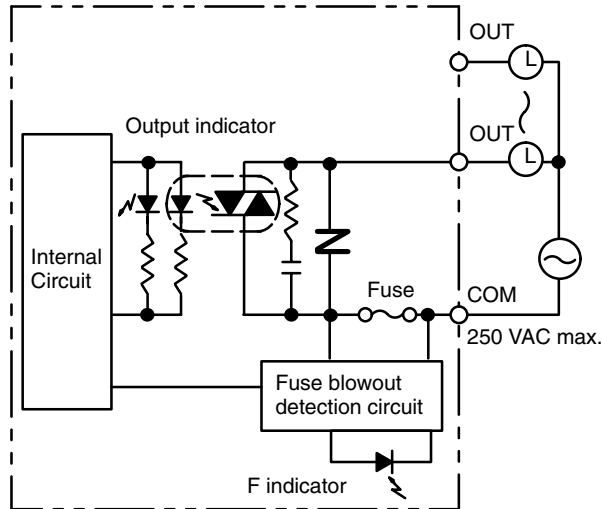 OUT
L
Output indicator
OUT
L
Internal
Circuit
Fuse
COM
250 VAC max.
Fuse blowout
detection circuit
F indicator